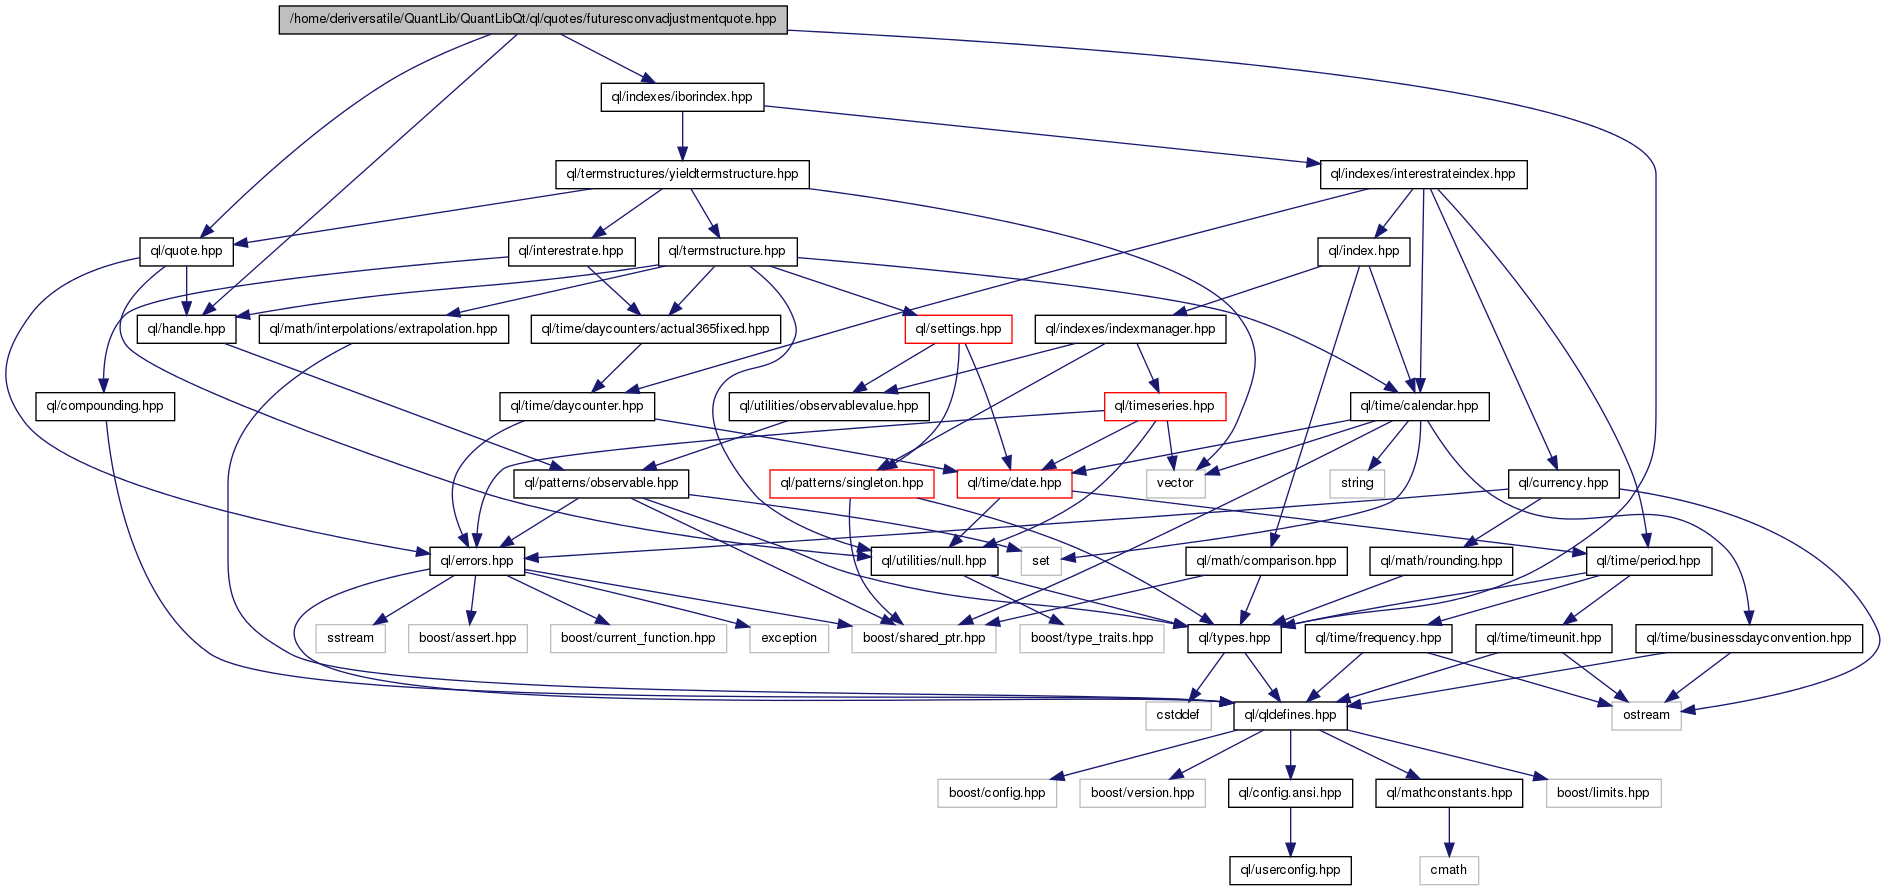 /home/deriversatile/QuantLib/QuantLibQt/ql/quotes/futuresconvadjustmentquote.hpp
ql/indexes/iborindex.hpp
ql/termstructures/yieldtermstructure.hpp
ql/indexes/interestrateindex.hpp
ql/quote.hpp
ql/interestrate.hpp
ql/termstructure.hpp
ql/index.hpp
ql/handle.hpp
ql/math/interpolations/extrapolation.hpp
ql/time/daycounters/actual365fixed.hpp
ql/settings.hpp
ql/indexes/indexmanager.hpp
ql/compounding.hpp
ql/time/daycounter.hpp
ql/utilities/observablevalue.hpp
ql/timeseries.hpp
ql/time/calendar.hpp
ql/patterns/observable.hpp
ql/patterns/singleton.hpp
ql/time/date.hpp
vector
string
ql/currency.hpp
ql/errors.hpp
ql/utilities/null.hpp
set
ql/math/comparison.hpp
ql/math/rounding.hpp
ql/time/period.hpp
sstream
boost/assert.hpp
boost/current_function.hpp
exception
boost/shared_ptr.hpp
boost/type_traits.hpp
ql/types.hpp
ql/time/frequency.hpp
ql/time/timeunit.hpp
ql/time/businessdayconvention.hpp
cstddef
ql/qldefines.hpp
ostream
boost/config.hpp
boost/version.hpp
ql/config.ansi.hpp
ql/mathconstants.hpp
boost/limits.hpp
ql/userconfig.hpp
cmath